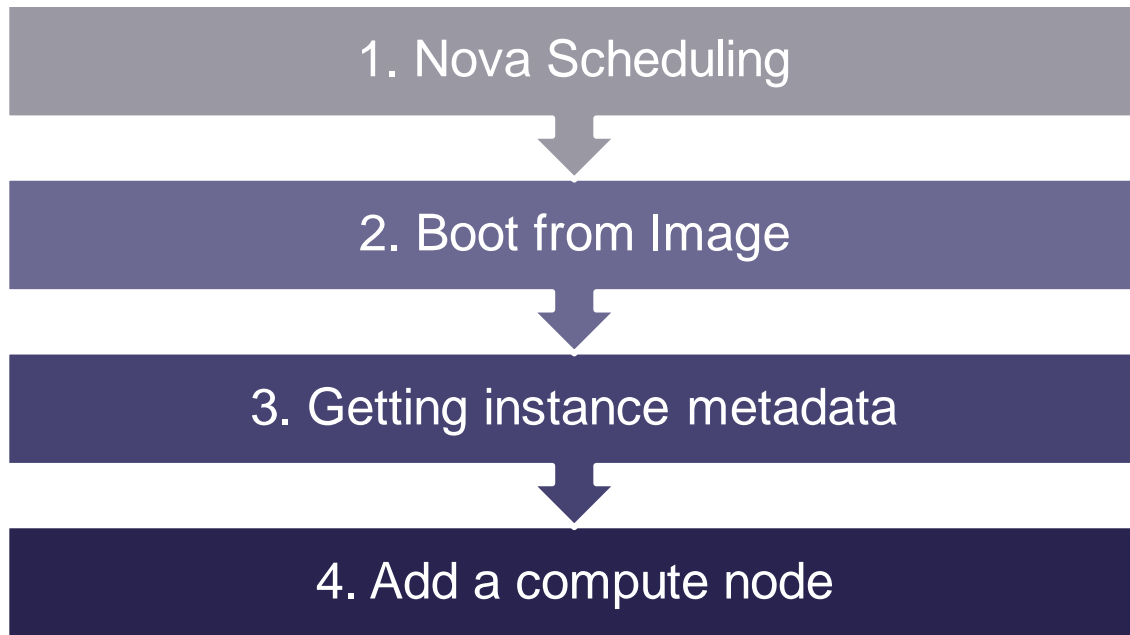 1. Nova Scheduling
2. Boot from Image
3. Getting instance metadata
4. Add a compute node